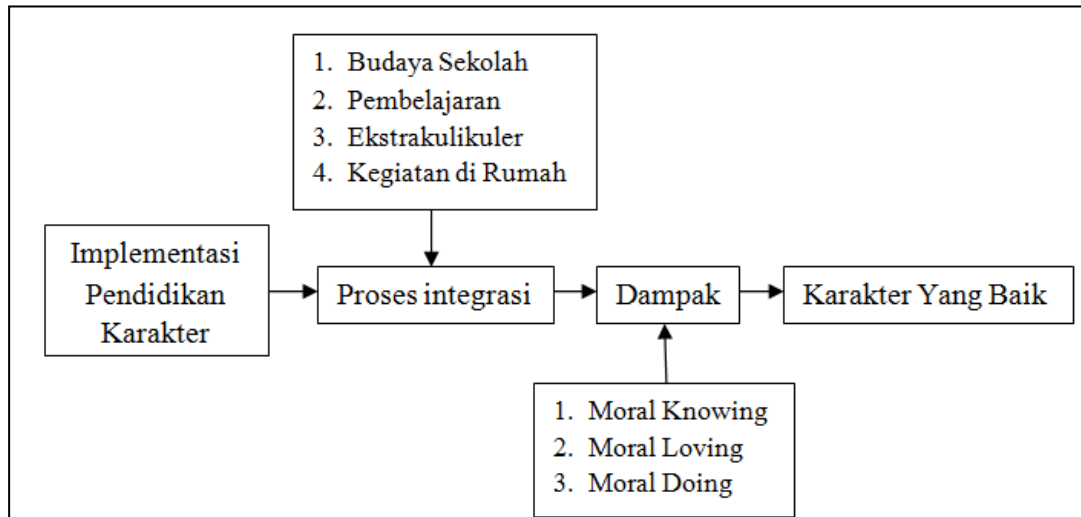 1. Budaya Sekolah
2. Pembelajaran
3. Ekstrakulikuler
4. Kegiatan di Rumah
Implementasi
Pendidikan
Karakter
Proses integrasi
Dampak
Karakter Yang Baik
1. Moral Knowing
2. Moral Loving
3. Moral Doing